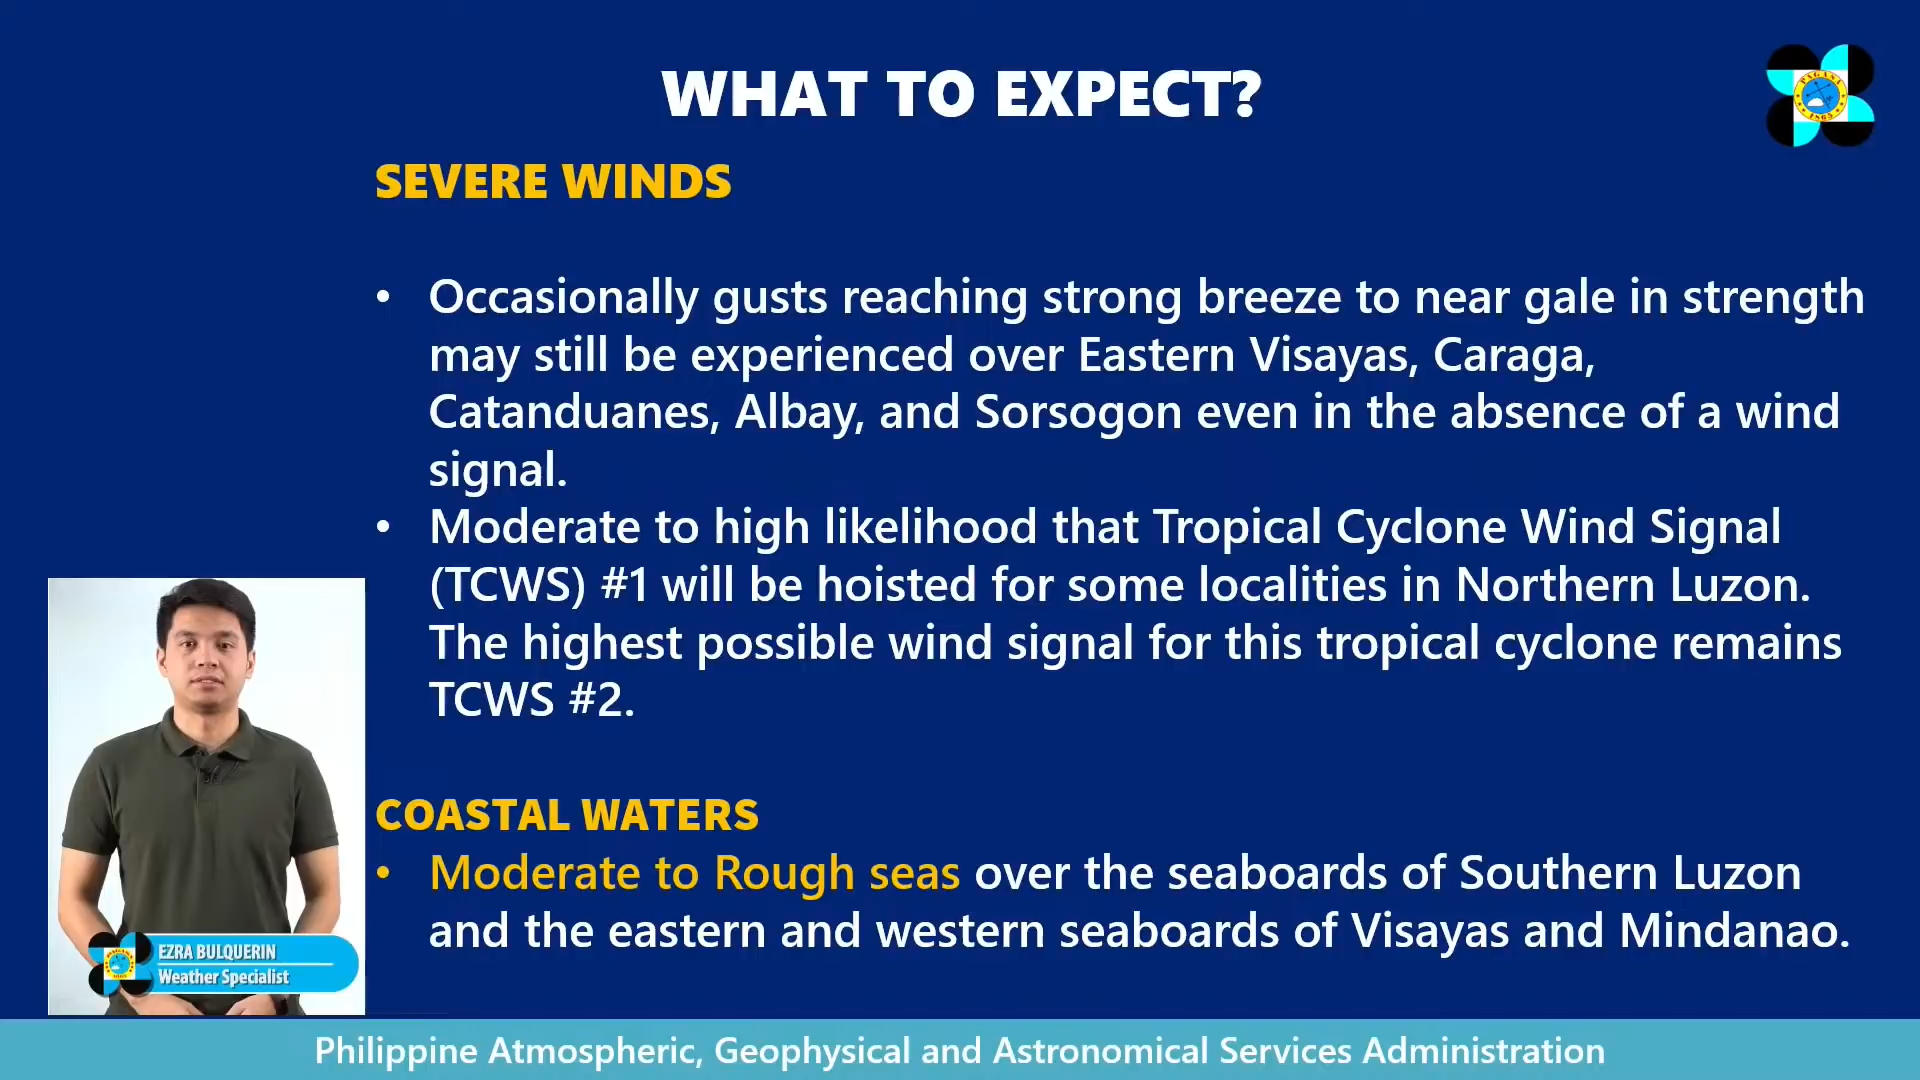 WHAT TO EXPECT?
SEVERE WINDS
• Occasionally gusts reaching strong breeze to near gale in strength
may still be experienced over Eastern Visayas, Caraga,
Catanduanes, Albay, and Sorsogon even in the absence of a wind
signal.
• Moderate to high likelihood that Tropical Cyclone Wind Signal
(TCWS) #1 will be hoisted for some localities in Northern Luzon.
The highest possible wind signal for this tropical cyclone remains
TCWS #2.
COASTAL WATERS
• Moderate to Rough seas over the seaboards of Southern Luzon
and the eastern and western seaboards of Visayas and Mindanao.
PAGASA
1865
EZRA BULQUERIN
Weather Specialist
Philippine Atmospheric, Geophysical and Astronomical Services Administration